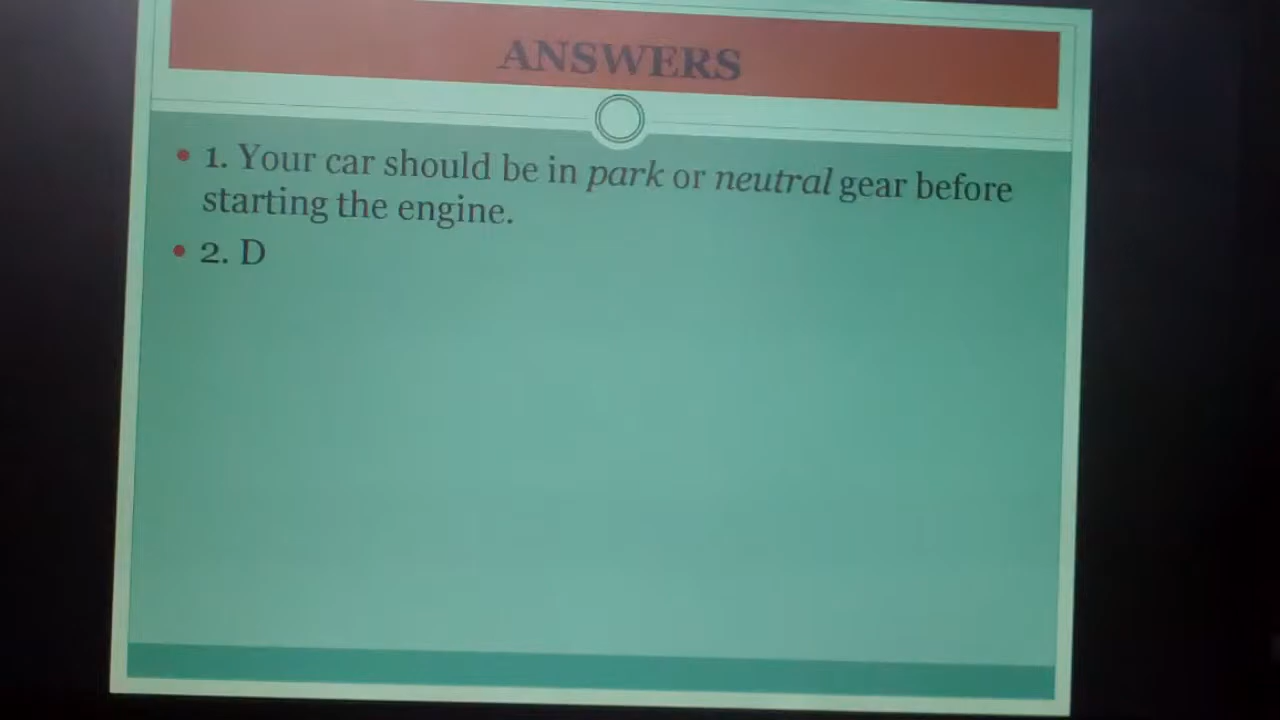 ANSWERS
• 1. Your car should be in park or neutral gear before
starting the engine.
• 2. D